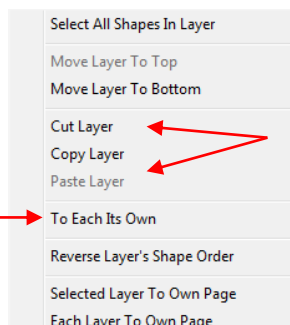 Select All Shapes In Layer
Move Layer To Top
Move Layer To Bottom
Cut Layer
Copy Layer
Paste Layer
To Each Its Own
Reverse Layer's Shape Order
Selected Layer To Own Page
Each Layer To Own Page